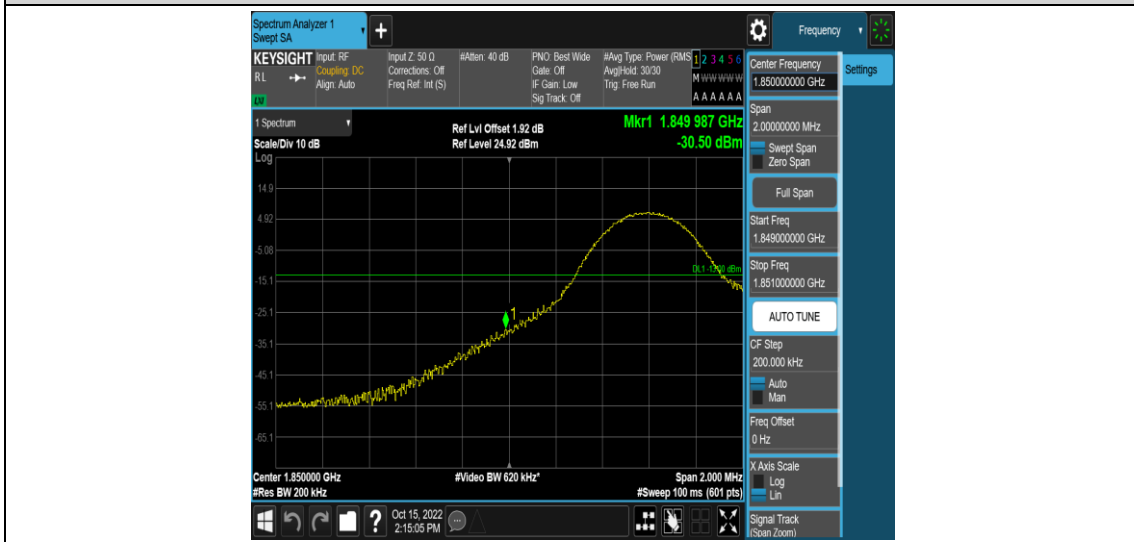 Spectrum Analyzer 1
Swept SA
+
Frequency
KEYSIGHT
RL
LXI
Input: RF
Coupling: DC
Align: Auto
Input Z: 50 Ω
Corrections: Off
Freq Ref: Int (S)
#Atten: 40 dB
PNO: Best Wide
Gate: Off
IF Gain: Low
Sig Track: Off
#Avg Type: Power (RMS
Avg|Hold: 30/30
Trig: Free Run
1 2 3 4 5 6
M W W W W W
A A A A A A
1 Spectrum
Scale/Div 10 dB
Log
Ref Lvl Offset 1.92 dB
Ref Level 24.92 dBm
Mkr1 1.849 987 GHz
-30.50 dBm
14.9
4.92
-5.08
DL1 -13.00 dBm
-15.1
-25.1
1
-35.1
-45.1
-55.1
-65.1
Center 1.850000 GHz
#Res BW 200 kHz
#Video BW 620 kHz*
Span 2.000 MHz
#Sweep 100 ms (601 pts)
?
Oct 15, 2022
2:15:05 PM
Center Frequency
1.850000000 GHz
Settings
Span
2.00000000 MHz
Swept Span
Zero Span
Full Span
Start Freq
1.849000000 GHz
Stop Freq
1.851000000 GHz
AUTO TUNE
CF Step
200.000 kHz
Auto
Man
Freq Offset
0 Hz
X Axis Scale
Log
Lin
Signal Track
(Span Zoom)